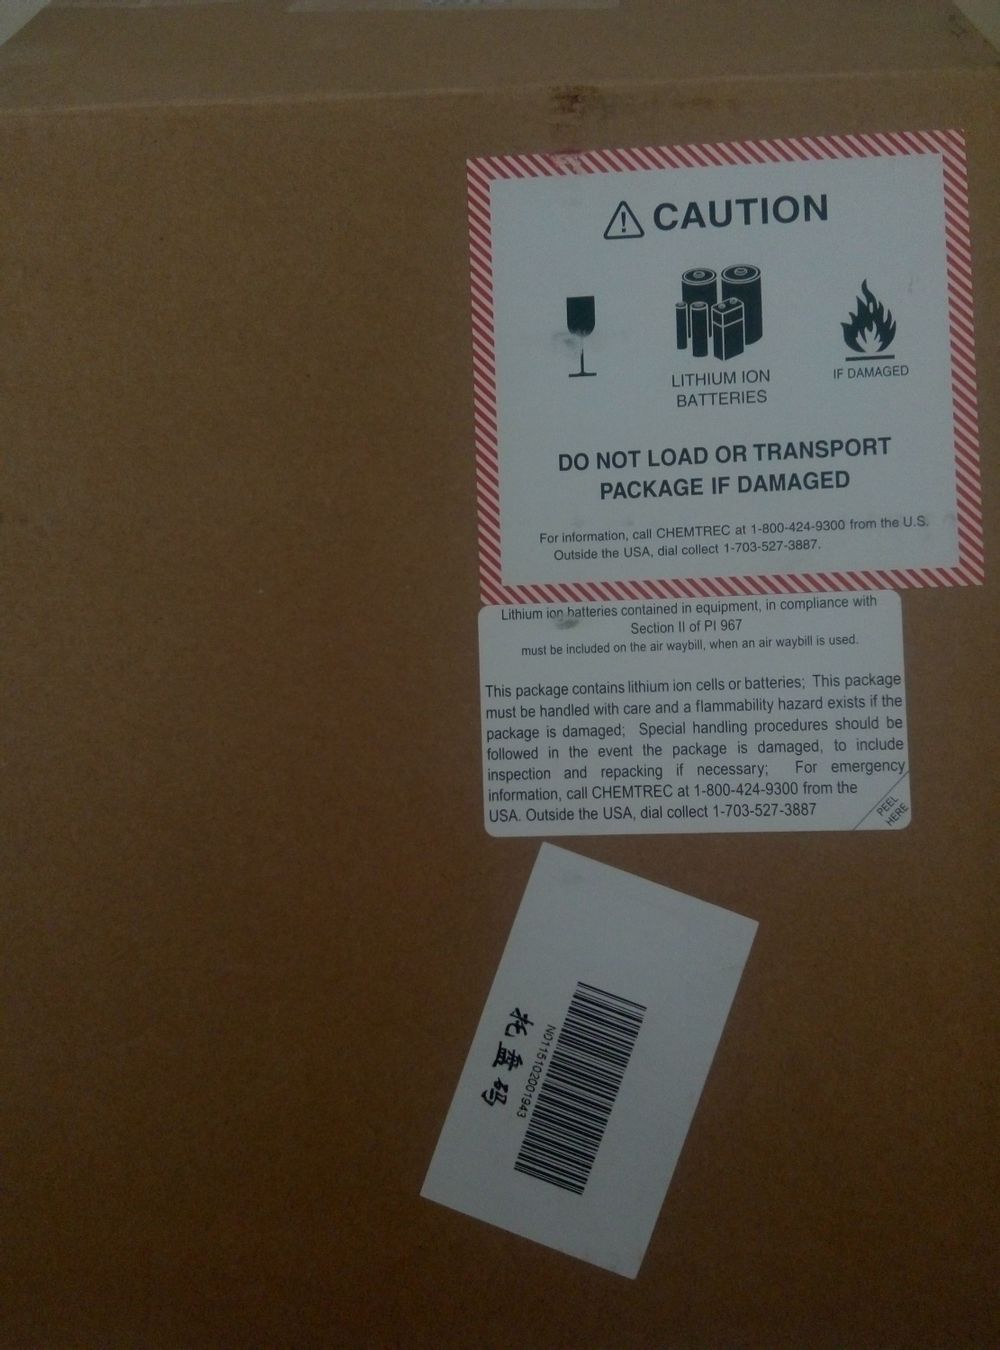 CAUTION
LITHIUM ION
BATTERIES
IF DAMAGED
DO NOT LOAD OR TRANSPORT
PACKAGE IF DAMAGED
For information, call CHEMTREC at 1-800-424-9300 from the U.S.
Outside the USA, dial collect 1-703-527-3887.
Lithium ion batteries contained in equipment, in compliance with
Section II of PI 967
must be included on the air waybill, when an air waybill is used.
This package contains lithium ion cells or batteries; This package
must be handled with care and a flammability hazard exists if the
package is damaged; Special handling procedures should be
followed in the event the package is damaged, to include
inspection and repacking if necessary; For emergency
information, call CHEMTREC at 1-800-424-9300 from the
USA. Outside the USA, dial collect 1-703-527-3887
PEEL
HERE
N0115102001943
托盘码